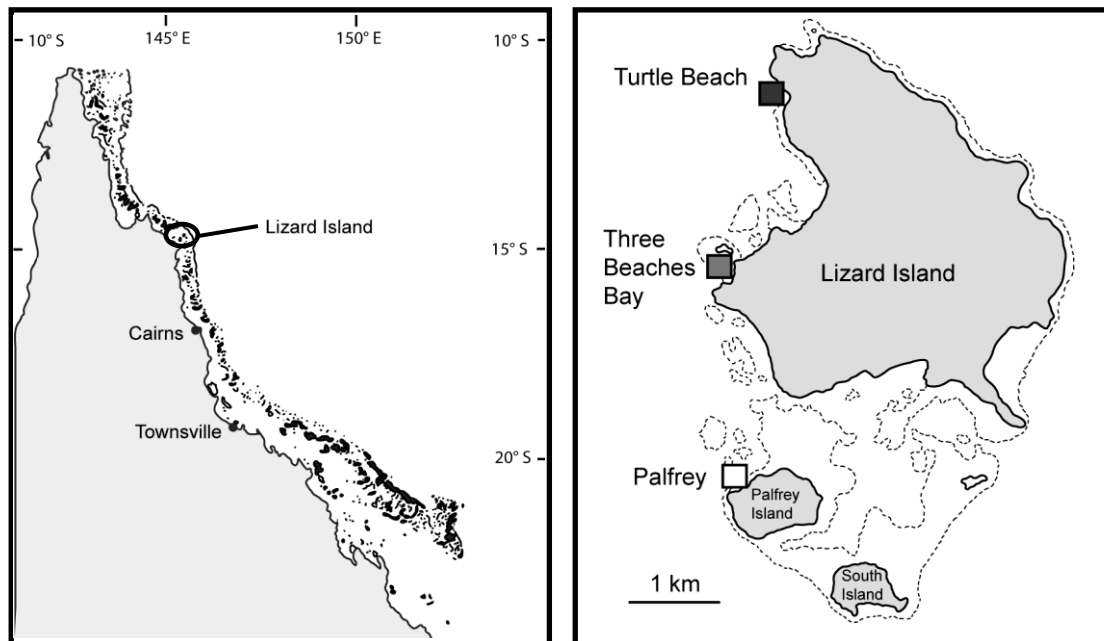 10° S
145° E
150° E
10° S
Lizard Island
15° S
Cairns
Townsville
20° S
Turtle Beach
Three
Beaches
Bay
Lizard Island
Palfrey
Palfrey
Island
South
Island
1 km